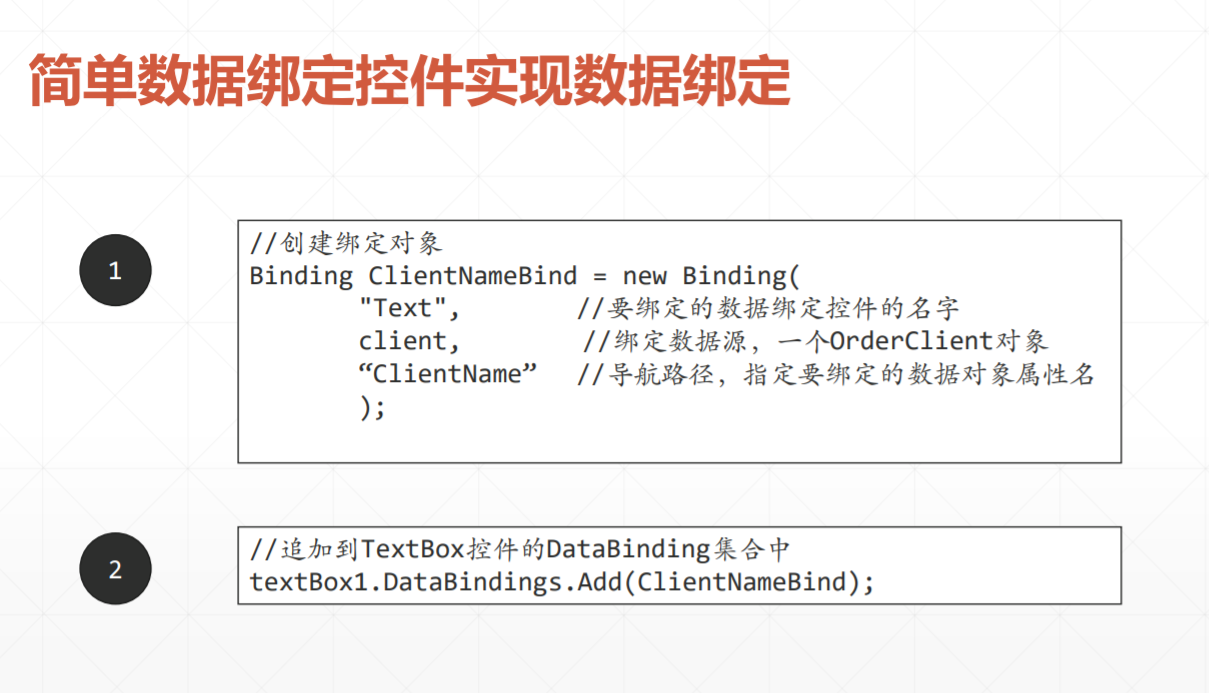 简单数据绑定控件实现数据绑定
1
//创建绑定对象
Binding ClientNameBind = new Binding(
"Text", //要绑定的数据绑定控件的名字
client, //绑定数据源，一个OrderClient对象
“ClientName” //导航路径，指定要绑定的数据对象属性名
);
2
//追加到TextBox控件的DataBinding集合中
textBox1.DataBindings.Add(ClientNameBind);